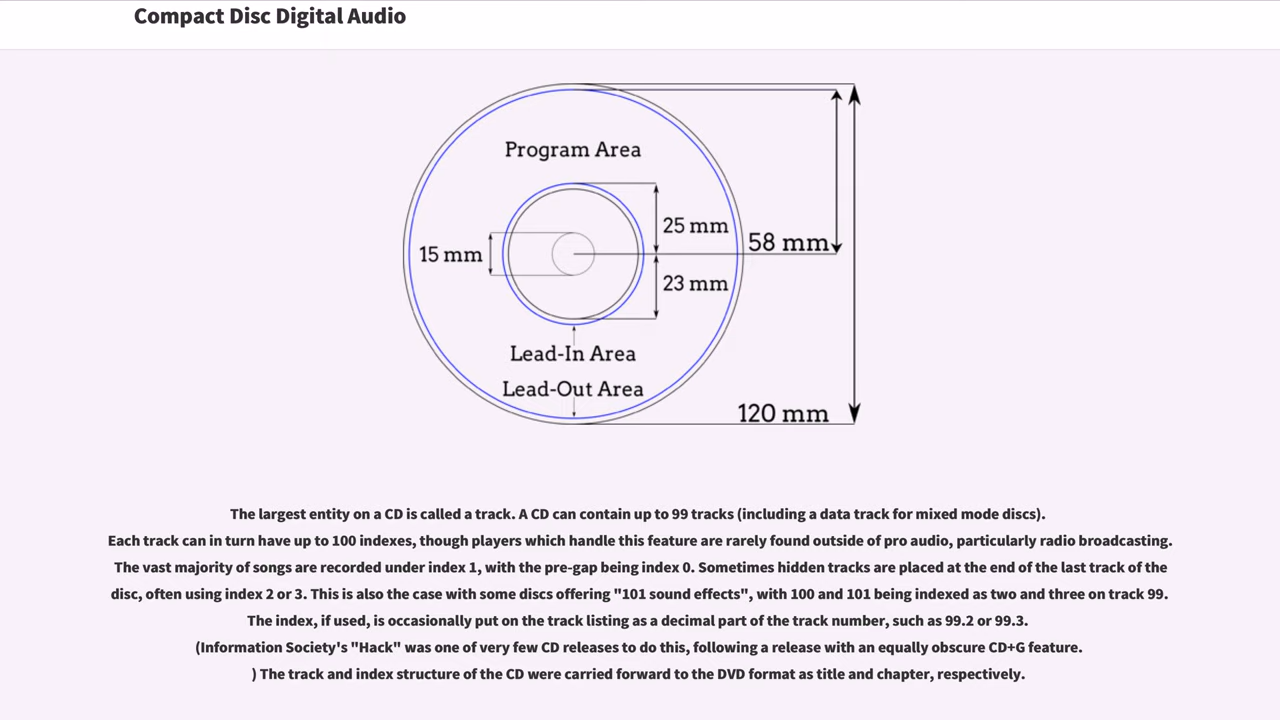 Compact Disc Digital Audio
Program Area
25 mm
58 mm
15 mm
23 mm
Lead-In Area
Lead-Out Area
120 mm
The largest entity on a CD is called a track. A CD can contain up to 99 tracks (including a data track for mixed mode discs).
Each track can in turn have up to 100 indexes, though players which handle this feature are rarely found outside of pro audio, particularly radio broadcasting.
The vast majority of songs are recorded under index 1, with the pre-gap being index 0. Sometimes hidden tracks are placed at the end of the last track of the
disc, often using index 2 or 3. This is also the case with some discs offering "101 sound effects", with 100 and 101 being indexed as two and three on track 99.
The index, if used, is occasionally put on the track listing as a decimal part of the track number, such as 99.2 or 99.3.
(Information Society's "Hack" was one of very few CD releases to do this, following a release with an equally obscure CD+G feature.
) The track and index structure of the CD were carried forward to the DVD format as title and chapter, respectively.